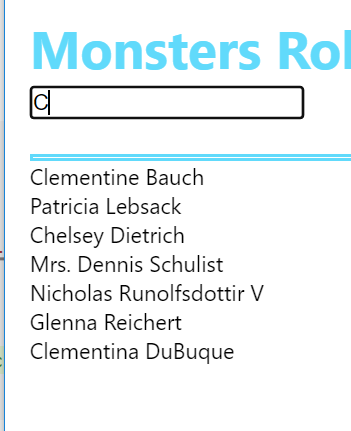 Monsters Rol
C
Clementine Bauch
Patricia Lebsack
Chelsey Dietrich
Mrs. Dennis Schulist
Nicholas Runolfsdottir V
Glenna Reichert
Clementina DuBuque